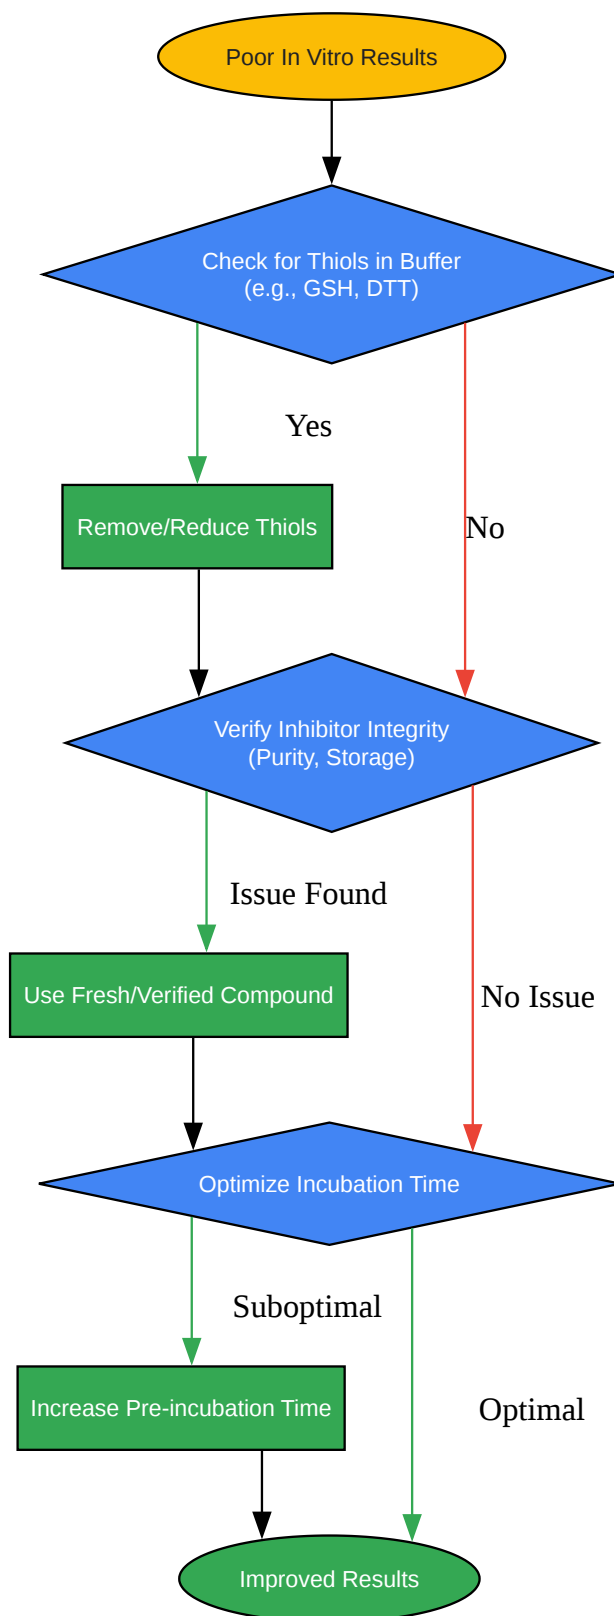 Poor In Vitro Results
Check for Thiols in Buffer
(e.g., GSH, DTT)
Yes
Remove/Reduce Thiols
No
Verify Inhibitor Integrity
(Purity, Storage)
Issue Found
Use Fresh/Verified Compound
No Issue
Optimize Incubation Time
Suboptimal
Increase Pre-incubation Time
Optimal
Improved Results